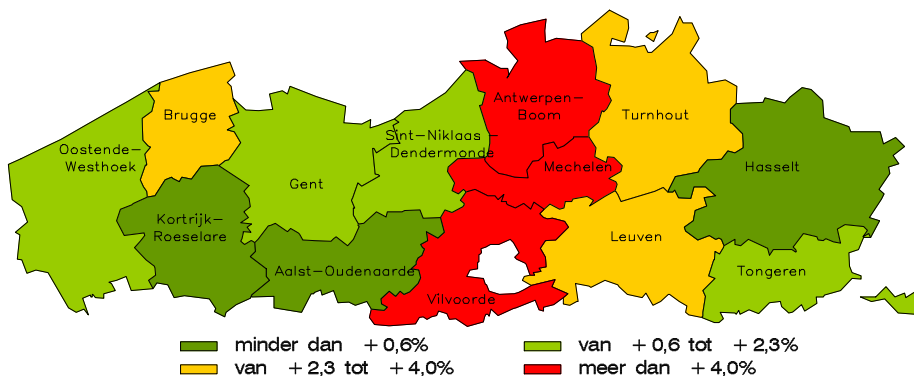 Antwerpen-
Boom
Brugge
Turnhout
Sint-Niklaas-
Dendermonde
Oostende-
Westhoek
Mechelen
Hasselt
Gent
Kortrijk-
Roeselare
Leuven
Aalst-Oudenaarde
Tongeren
Vilvoorde
minder dan +0,6%
van +0,6 tot +2,3%
van +2,3 tot +4,0%
meer dan +4,0%